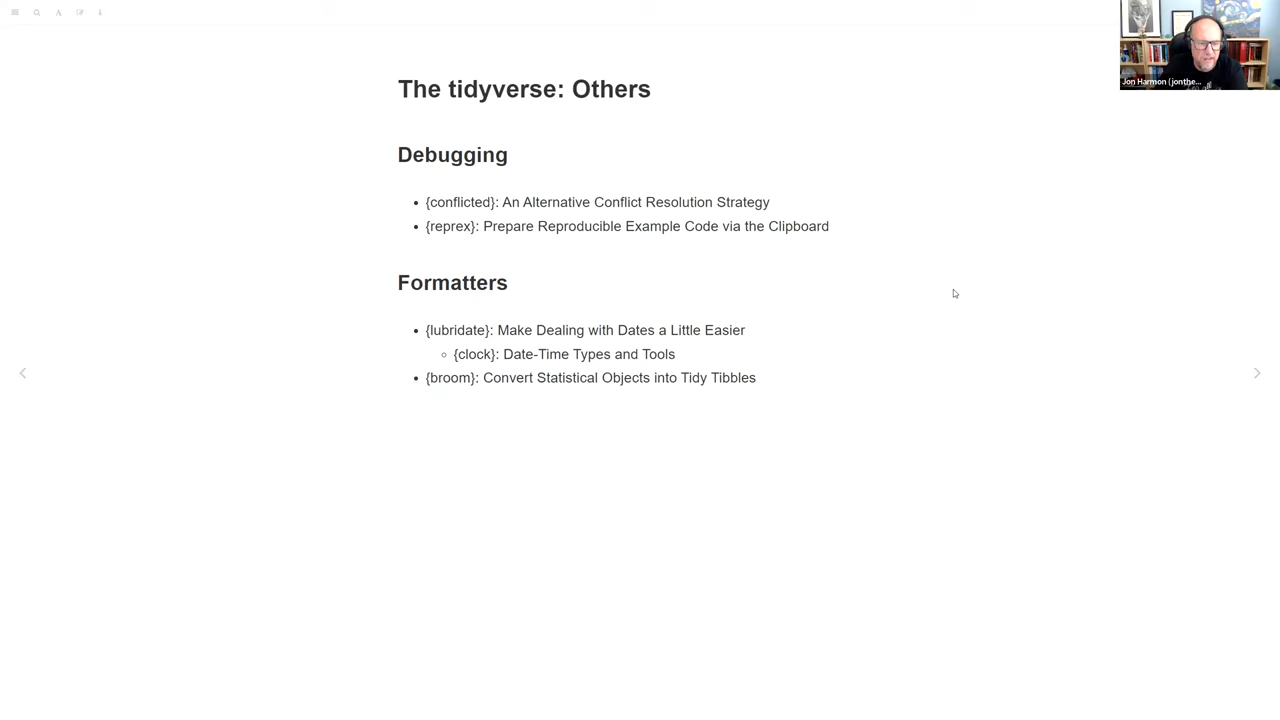 The tidyverse: Others
Debugging
• {conflicted}: An Alternative Conflict Resolution Strategy
• {reprex}: Prepare Reproducible Example Code via the Clipboard
Formatters
• {lubridate}: Make Dealing with Dates a Little Easier
◦ {clock}: Date-Time Types and Tools
• {broom}: Convert Statistical Objects into Tidy Tibbles
Jon Harmon (jonthe...